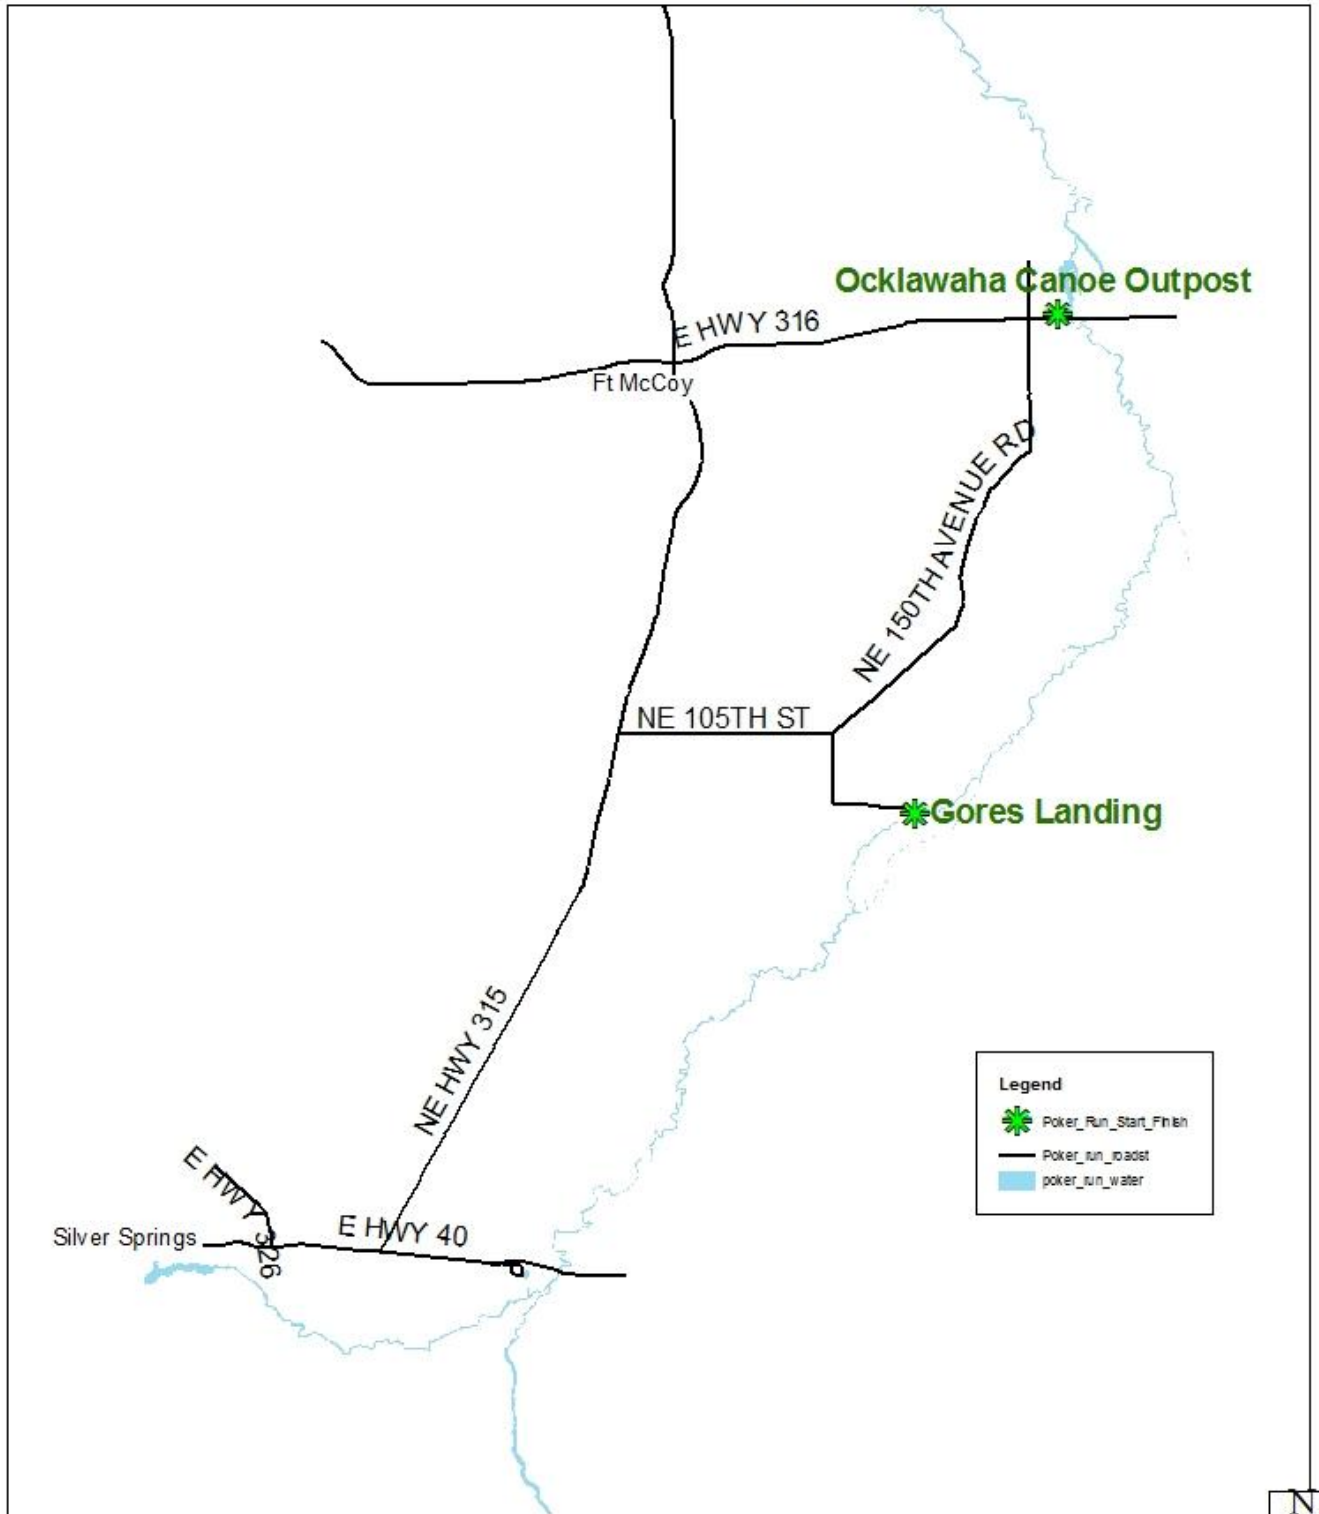 Ocklawaha Canoe Outpost
E HWY 316
Ft McCoy
NE 150TH AVENUE RD
NE 105TH ST
Gores Landing
NE HWY 315
Legend
Poker_Run_Start_Finish
Poker_run_roadst
poker_run_water
E HWY 326
Silver Springs
E HWY 40
N